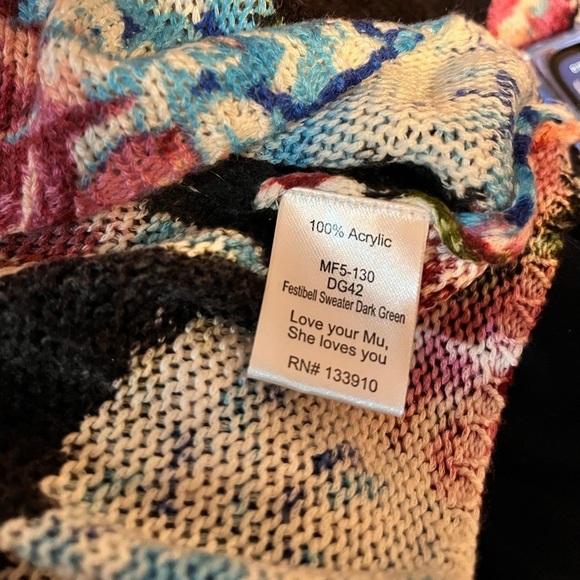 100% Acrylic
MF5-130
DG42
Festibell Sweater Dark Green
Love your Mu,
She loves you
RN# 133910